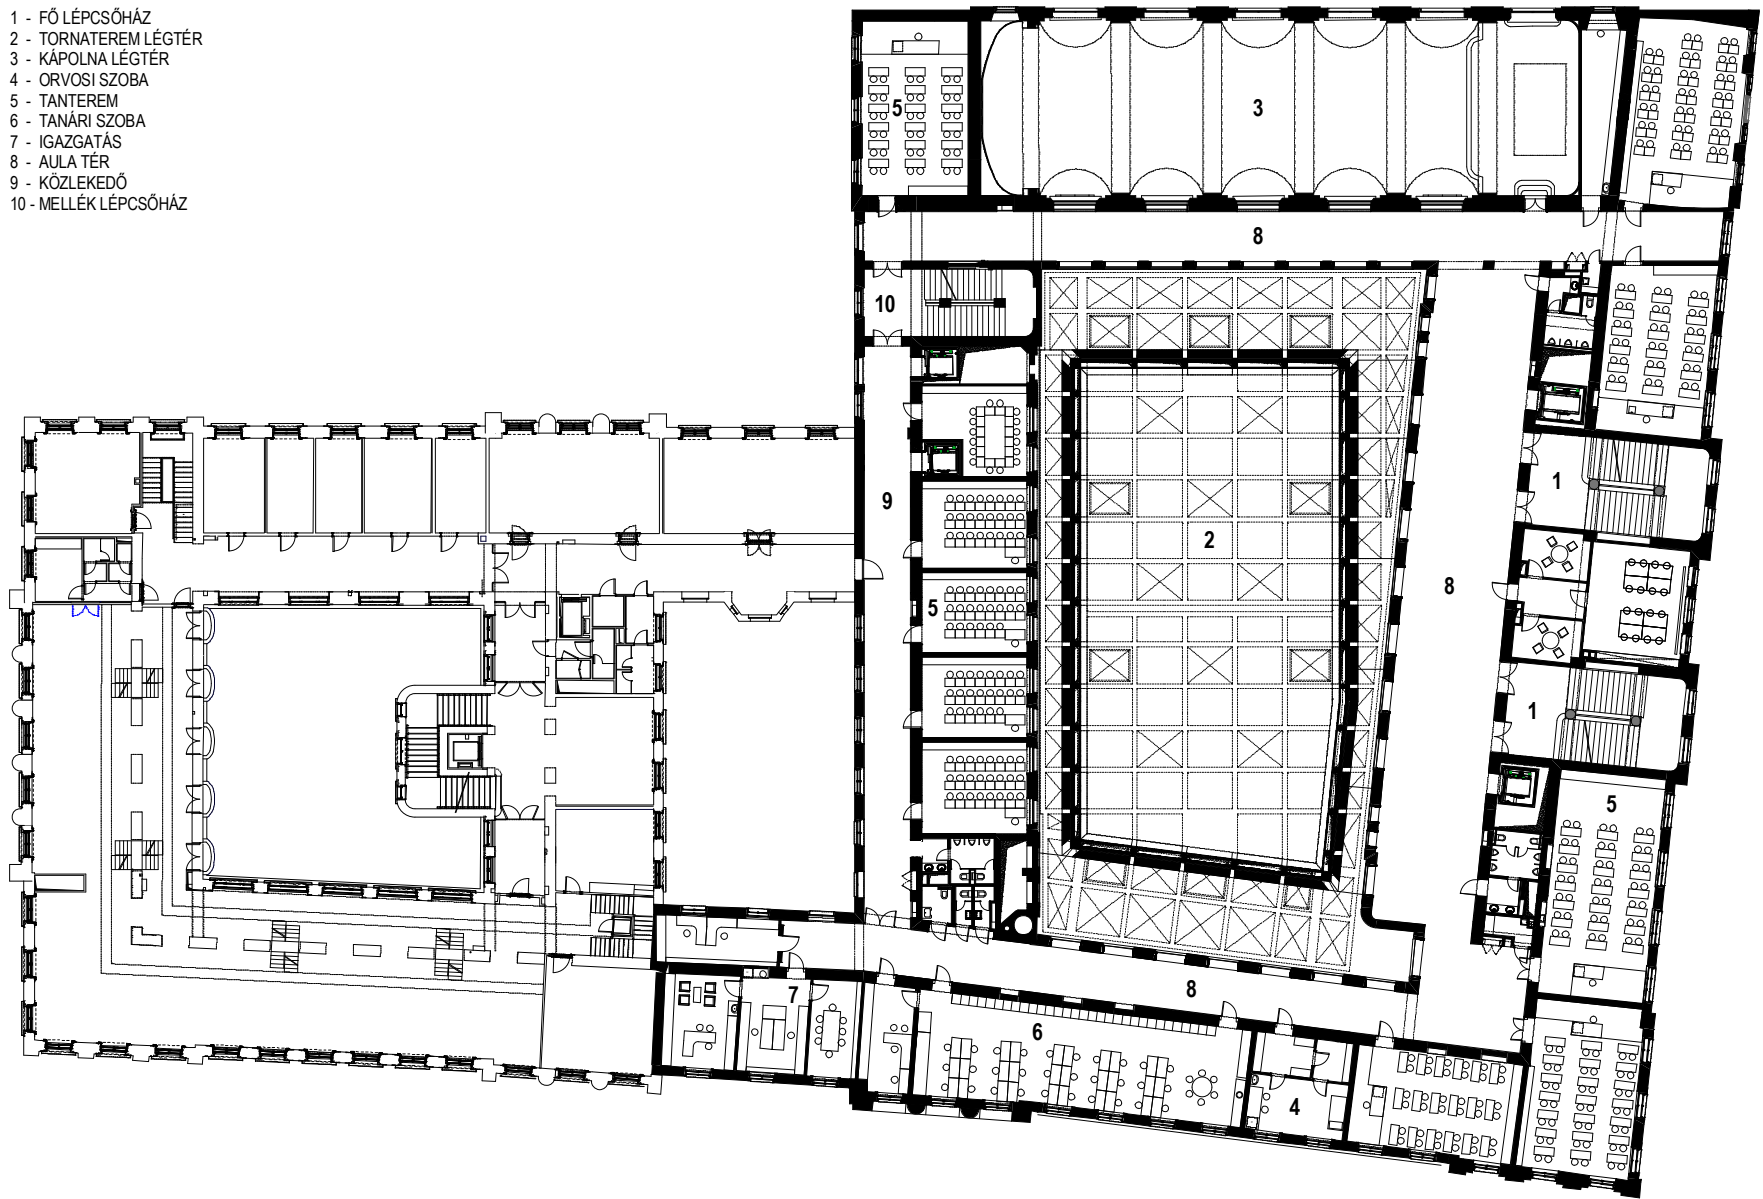 1 - FŐ LÉPCSŐHÁZ
2 - TORNATEREM LÉGTÉR
3 - KÁPOLNA LÉGTÉR
4 - ORVOSI SZOBA
5 - TANTEREM
6 - TANÁRI SZOBA
7 - IGAZGATÁS
8 - AULA TÉR
9 - KÖZLEKEDŐ
10 - MELLÉK LÉPCSŐHÁZ
5
3
8
10
1
9
2
8
5
1
5
7
8
6
4